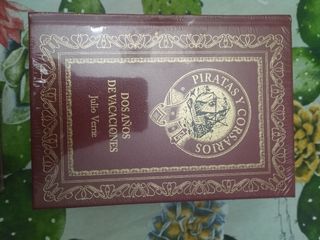 PIRATAS Y CORSARIOS
DOS AÑOS
DE VACACIONES
Julio Verne